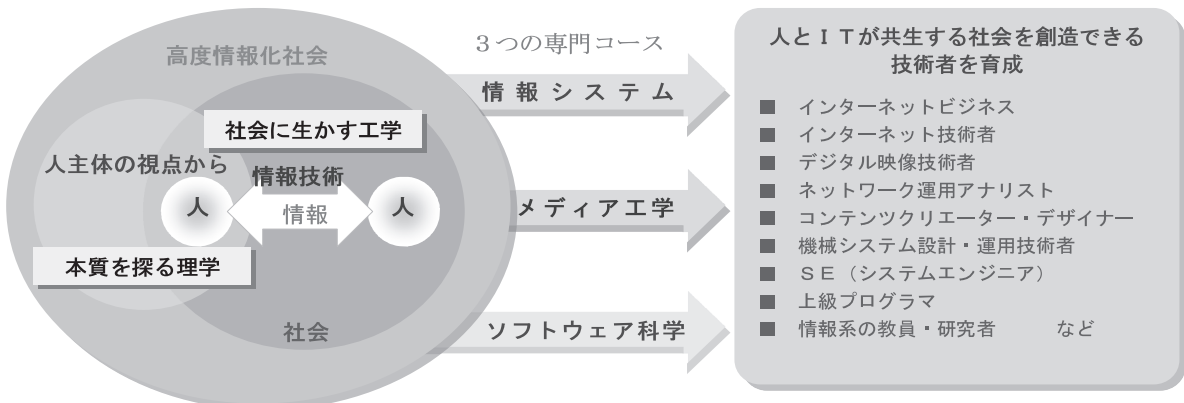 高度情報化社会
社会に生かす工学
人主体の視点から
情報技術
人
情報
人
本質を探る理学
社会
3つの専門コース
情報システム
メディア工学
ソフトウェア科学
人とITが共生する社会を創造できる
技術者を育成
■ インターネットビジネス
■ インターネット技術者
■ デジタル映像技術者
■ ネットワーク運用アナリスト
■ コンテンツクリエーター・デザイナー
■ 機械システム設計・運用技術者
■ SE(システムエンジニア)
■ 上級プログラマ
■ 情報系の教員・研究者　　など